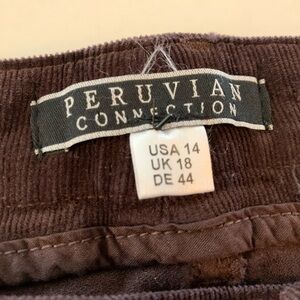 PERUVIAN
CONNECTION
USA 14
UK 18
DE 44